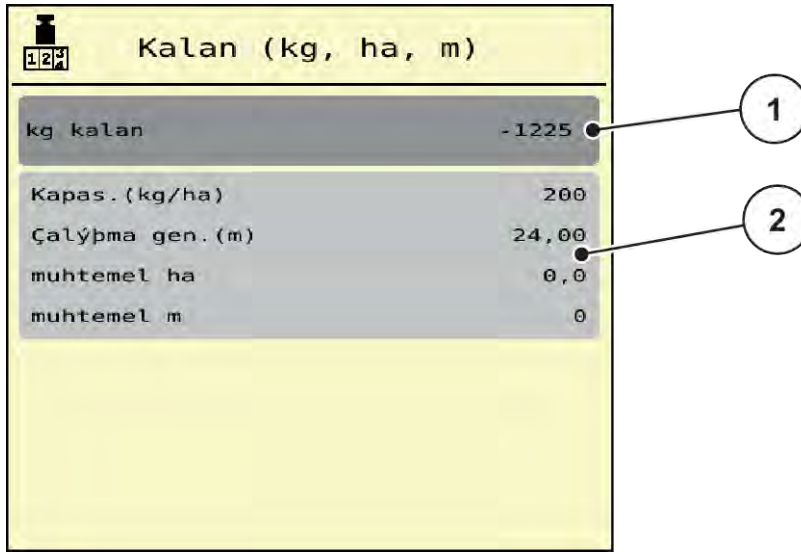 123
Kalan (kg, ha, m)
kg kalan -1225
1
Kapas.(kg/ha) 200
Çalýþma gen.(m) 24,00
2
muhtemel ha 0,0
muhtemel m 0